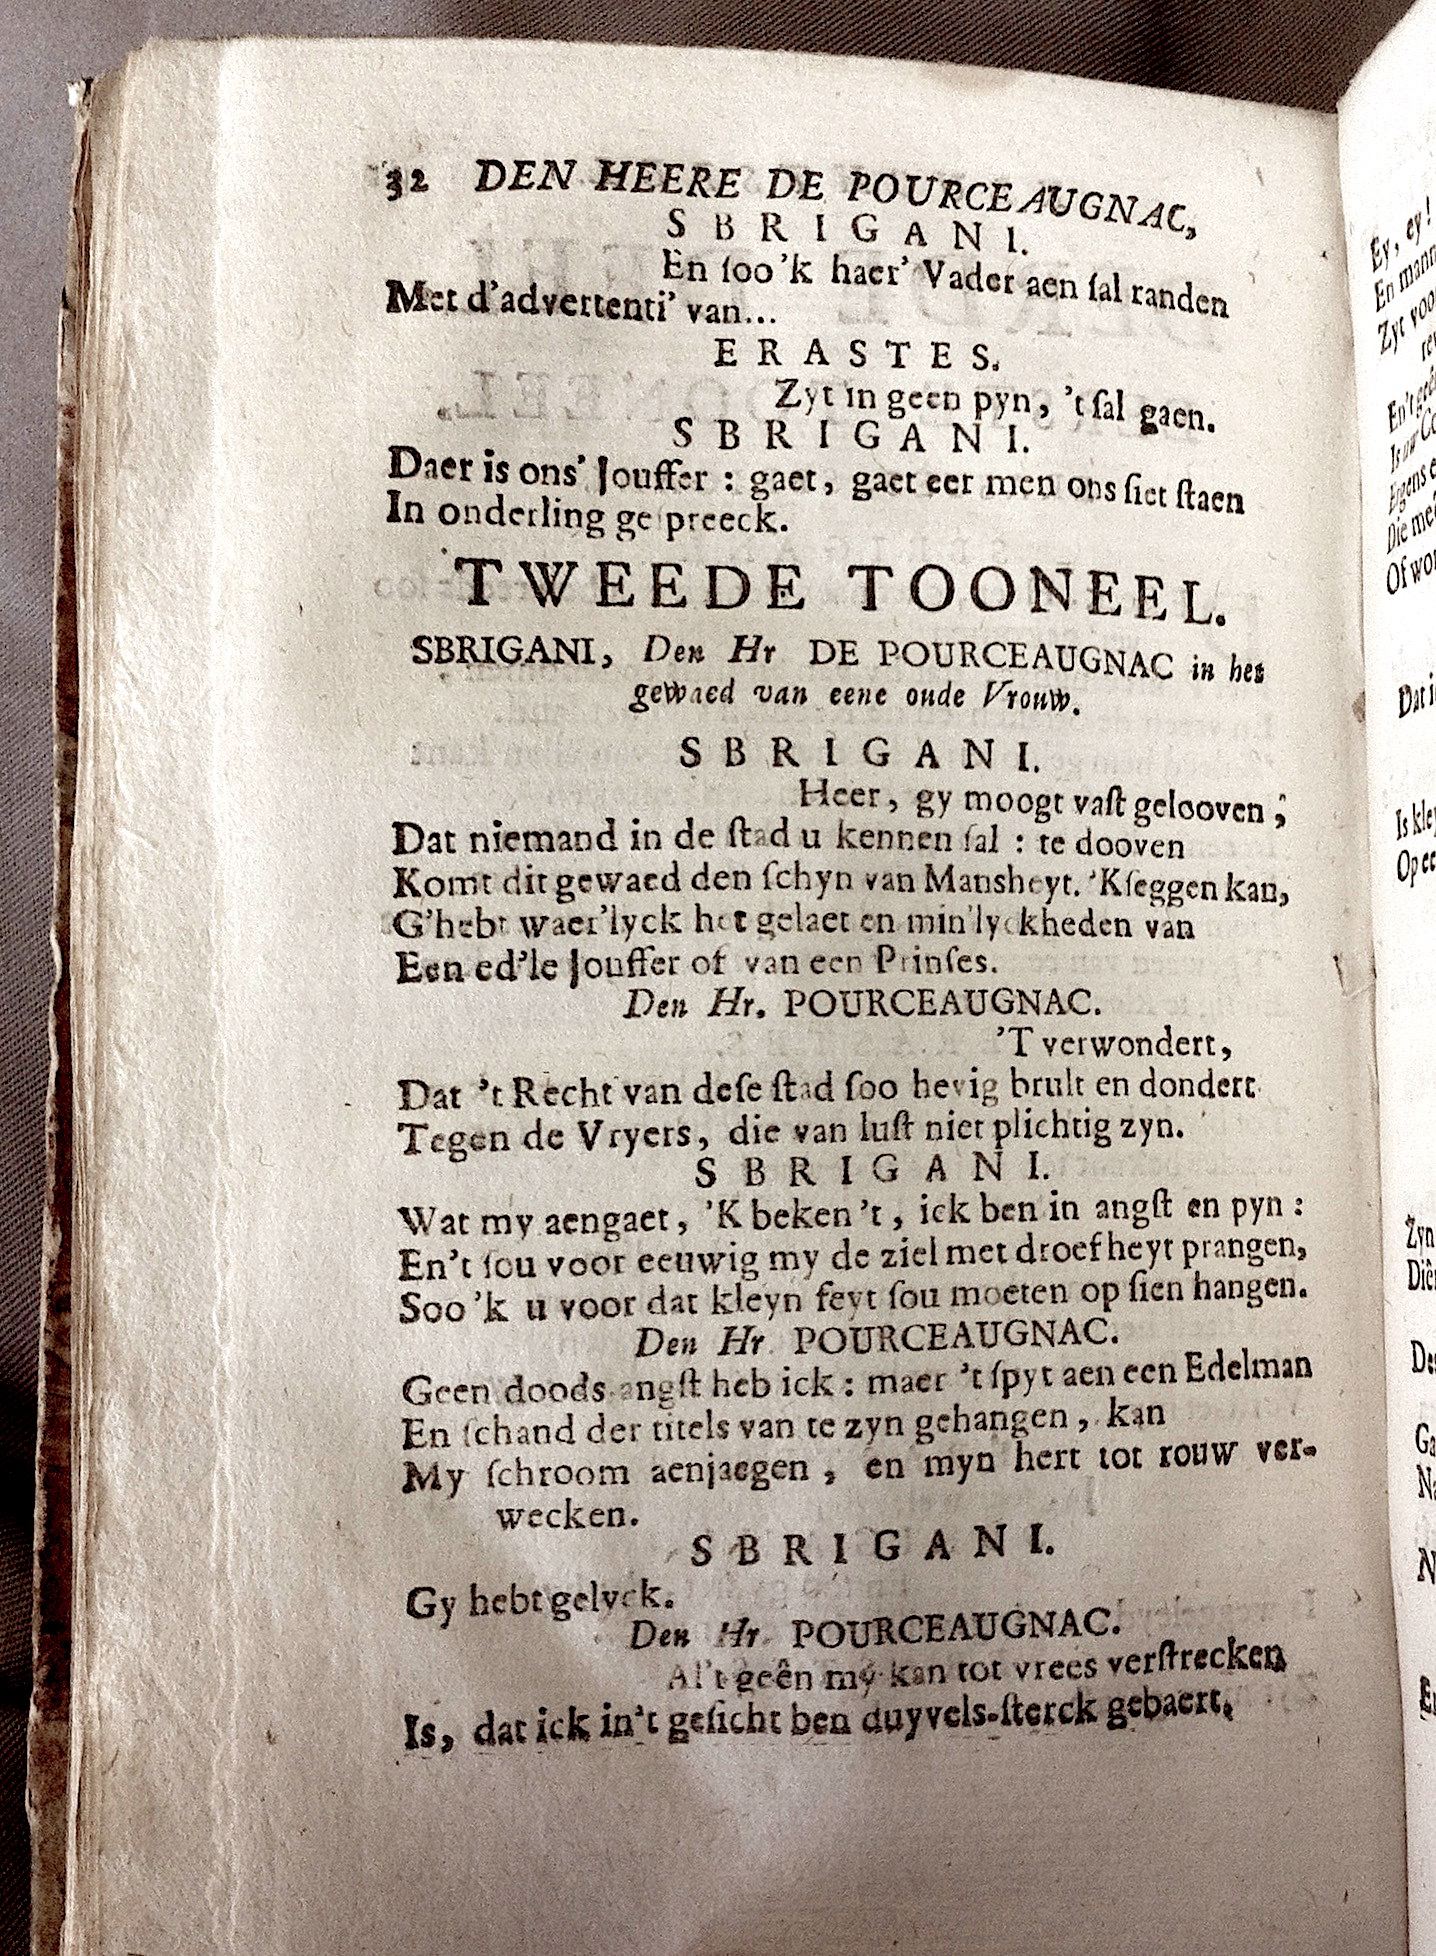 32 DEN HEERE DE POURCEAUGNAC,
SBRIGANI.
En ſoo 'k haer' Vader aen ſal randen
Met d'advertenti' van...
ERASTES.
Zyt in geen pyn, 't ſal gaen.
SBRIGANI.
Daer is ons' Jouffer : gaet, gaet eer men ons ſiet ſtaen
In onderling geſpreeck.
TWEEDE TOONEEL.
SBRIGANI, Den Hr DE POURCEAUGNAC in het
gewaed van eene oude Vrouw.
SBRIGANI.
Heer, gy moogt vaſt gelooven;
Dat niemand in de ſtad u kennen ſal : te dooven
Komt dit gewaed den ſchyn van Mansheyt. 'K ſeggen kan,
G'hebt waer'lyck het gelaet en min'lyckheden van
Een ed'le Jouffer of van een Prinſes.
Den Hr. POURCEAUGNAC.
'T verwondert,
Dat 't Recht van deſe ſtad ſoo hevig brult en dondert
Tegen de Vryers, die van luſt niet plichtig zyn.
SBRIGANI.
Wat my aengaet, 'K beken 't, ick ben in angſt en pyn :
En't ſou voor eeuwig my de ziel met droefheyt prangen,
Soo 'k u voor dat kleyn feyt ſou moeten op ſien hangen.
Den Hr. POURCEAUGNAC.
Geen doods angſt heb ick : maer 't ſpyt aen een Edelman
En ſchand der titels van te zyn gehangen, kan
My ſchroom aenjaegen, en myn hert tot rouw ver-
wecken.
SBRIGANI.
Gy hebt gelyck.
Den Hr. POURCEAUGNAC.
Al't geên my kan tot vrees verſtrecken
Is, dat ick in't geſicht ben duyvels-ſterck gebaert,
Ey, ey!
En
Zyt
Dat
Is
Op
Of
Zyn